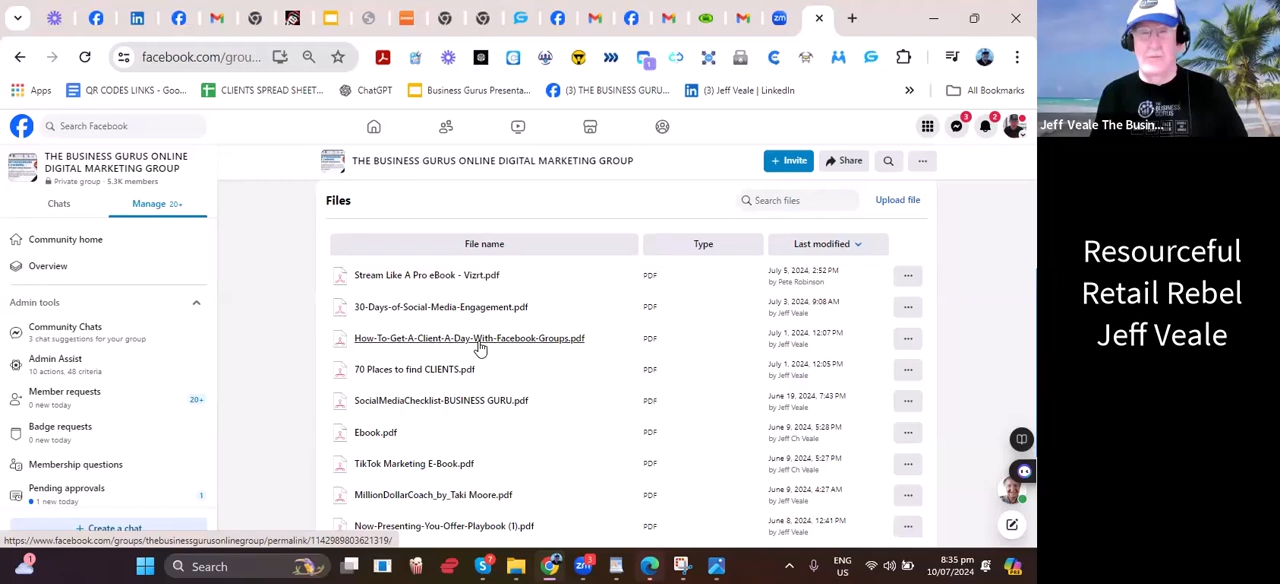 facebook.com/grou...
Apps
QR CODES LINKS - Goo...
CLIENTS SPREAD SHEET...
ChatGPT
Business Gurus Presenta...
(3) THE BUSINESS GURU...
(3) Jeff Veale | LinkedIn
»
All Bookmarks
Jeff Veale The Busin...
Search Facebook
3
2
THE BUSINESS GURUS ONLINE
DIGITAL MARKETING GROUP
Private group · 5.3K members
THE BUSINESS GURUS ONLINE DIGITAL MARKETING GROUP
+ Invite
Share
Chats
Manage 20+
Files
Search files
Upload file
Community home
Overview
File name
Type
Last modified
Admin tools
Community Chats
3 chat suggestions for your group
Admin Assist
10 actions, 48 criteria
Member requests
0 new today
20+
Badge requests
0 new today
Membership questions
Pending approvals
1 new today
1
+ Create a chat
Stream Like A Pro eBook - Vizrt.pdf
PDF
July 5, 2024, 2:52 PM
by Pete Robinson
30-Days-of-Social-Media-Engagement.pdf
PDF
July 3, 2024, 9:08 AM
by Jeff Veale
How-To-Get-A-Client-A-Day-With-Facebook-Groups.pdf
PDF
July 1, 2024, 12:07 PM
by Jeff Veale
70 Places to find CLIENTS.pdf
PDF
July 1, 2024, 12:05 PM
by Jeff Veale
SocialMediaChecklist-BUSINESS GURU.pdf
PDF
June 19, 2024, 7:43 PM
by Jeff Veale
Ebook.pdf
PDF
June 9, 2024, 5:28 PM
by Jeff Ch Veale
TikTok Marketing E-Book.pdf
PDF
June 9, 2024, 5:27 PM
by Jeff Ch Veale
MillionDollarCoach_by_Taki Moore.pdf
PDF
June 9, 2024, 4:27 AM
by Jeff Veale
Now-Presenting-You-Offer-Playbook (1).pdf
PDF
June 8, 2024, 12:41 PM
by Jeff Veale
Resourceful
Retail Rebel
Jeff Veale
https://www.facebook.com/groups/thebusinessgurusonlinegroup/permalink/1142989803621319/
1
Search
7
3
ENG
US
8:35 pm
10/07/2024